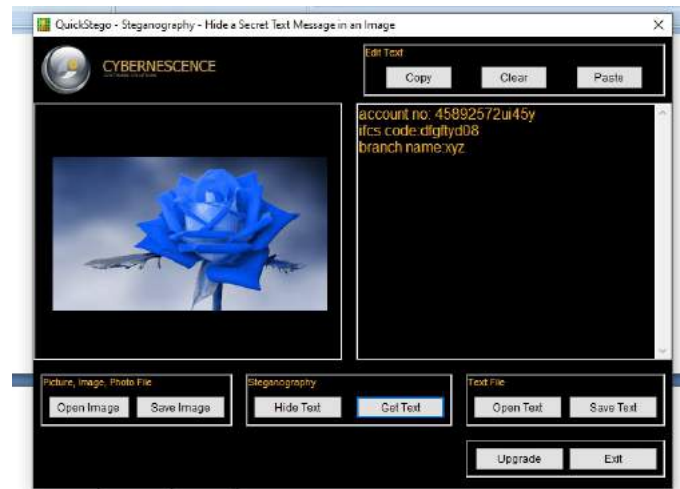 QuickStego - Steganography - Hide a Secret Text Message in an Image
CYBERNESCENCE
Edit Text
Copy Clear Paste
account no: 45892572ui45y
ifcs code:dfgftyd08
branch name:xyz
Picture, Image, Photo File
Open Image Save Image
Steganography
Hide Text Get Text
Text File
Open Text Save Text
Upgrade Exit